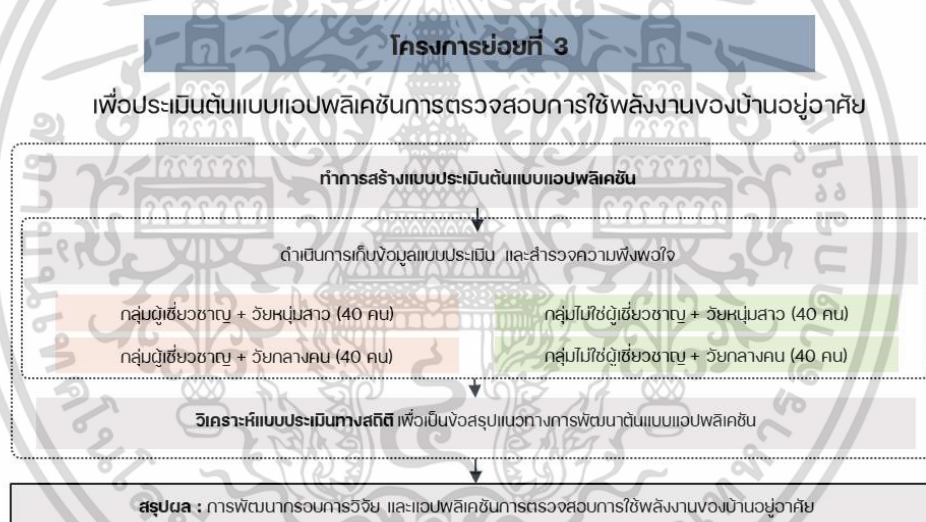 โครงการย่อยที่ 3
เพื่อประเมินต้นแบบแอปพลิเคชันการตรวจสอบการใช้พลังงานของบ้านอยู่อาศัย
ทำการสร้างแบบประเมินต้นแบบแอปพลิเคชัน
ดำเนินการเก็บข้อมูลแบบประเมิน และสำรวจความพึงพอใจ
กลุ่มผู้เชี่ยวชาญ + วัยหนุ่มสาว (40 คน)
กลุ่มไม่ใช่ผู้เชี่ยวชาญ + วัยหนุ่มสาว (40 คน)
กลุ่มผู้เชี่ยวชาญ + วัยกลางคน (40 คน)
กลุ่มไม่ใช่ผู้เชี่ยวชาญ + วัยกลางคน (40 คน)
วิเคราะห์แบบประเมินทางสถิติ เพื่อเป็นข้อสรุปแนวทางการพัฒนาต้นแบบแอปพลิเคชัน
สรุปผล : การพัฒนากรอบการวิจัย และแอปพลิเคชันการตรวจสอบการใช้พลังงานของบ้านอยู่อาศัย